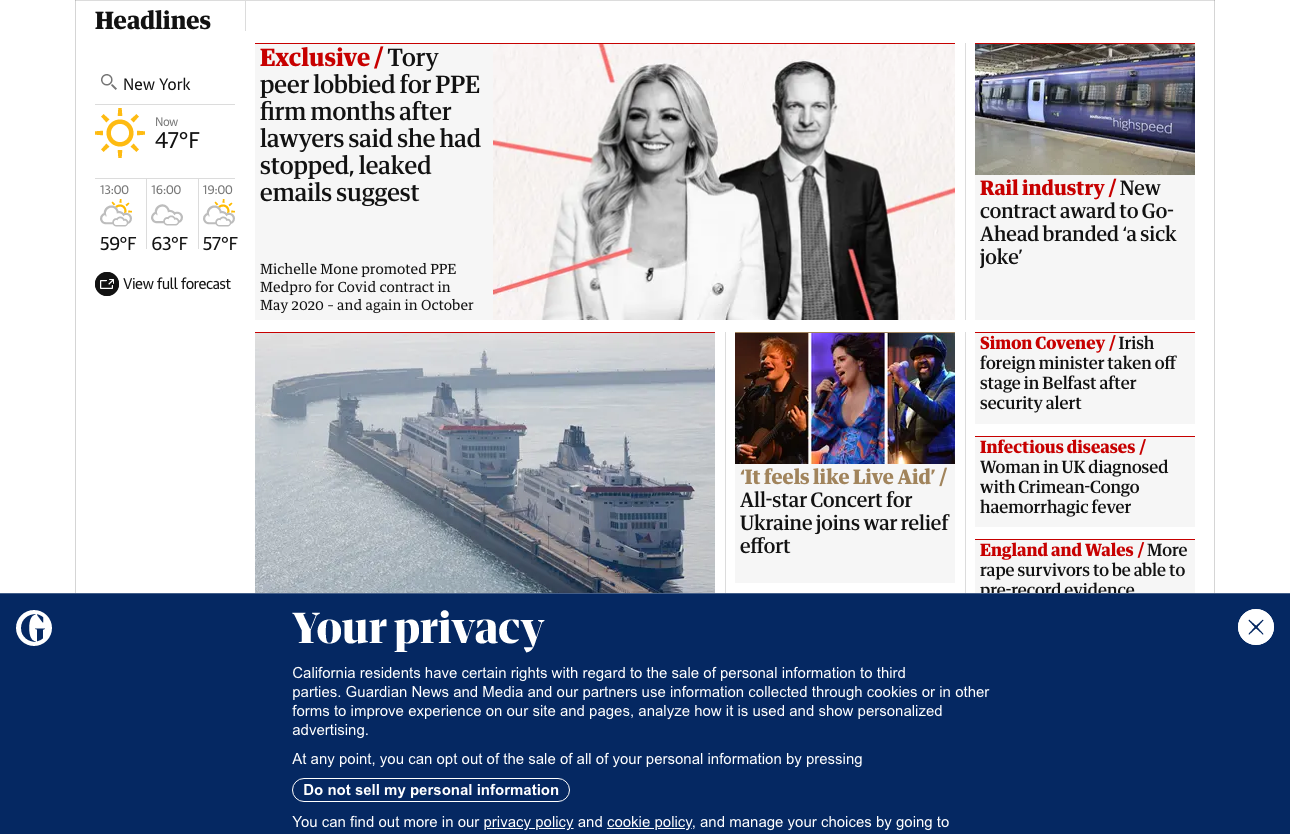 Headlines
New York
Now
47°F
13:00
16:00
19:00
59°F
63°F
57°F
View full forecast
Exclusive / Tory
peer lobbied for PPE
firm months after
lawyers said she had
stopped, leaked
emails suggest
Michelle Mone promoted PPE
Medpro for Covid contract in
May 2020 – and again in October
highspeed
Rail industry / New
contract award to Go-
Ahead branded ‘a sick
joke’
‘It feels like Live Aid’ /
All-star Concert for
Ukraine joins war relief
effort
Simon Coveney / Irish
foreign minister taken off
stage in Belfast after
security alert
Infectious diseases /
Woman in UK diagnosed
with Crimean-Congo
haemorrhagic fever
England and Wales / More
rape survivors to be able to
pre-record evidence
Your privacy
California residents have certain rights with regard to the sale of personal information to third
parties. Guardian News and Media and our partners use information collected through cookies or in other
forms to improve experience on our site and pages, analyze how it is used and show personalized
advertising.
At any point, you can opt out of the sale of all of your personal information by pressing
Do not sell my personal information
You can find out more in our privacy policy and cookie policy, and manage your choices by going to